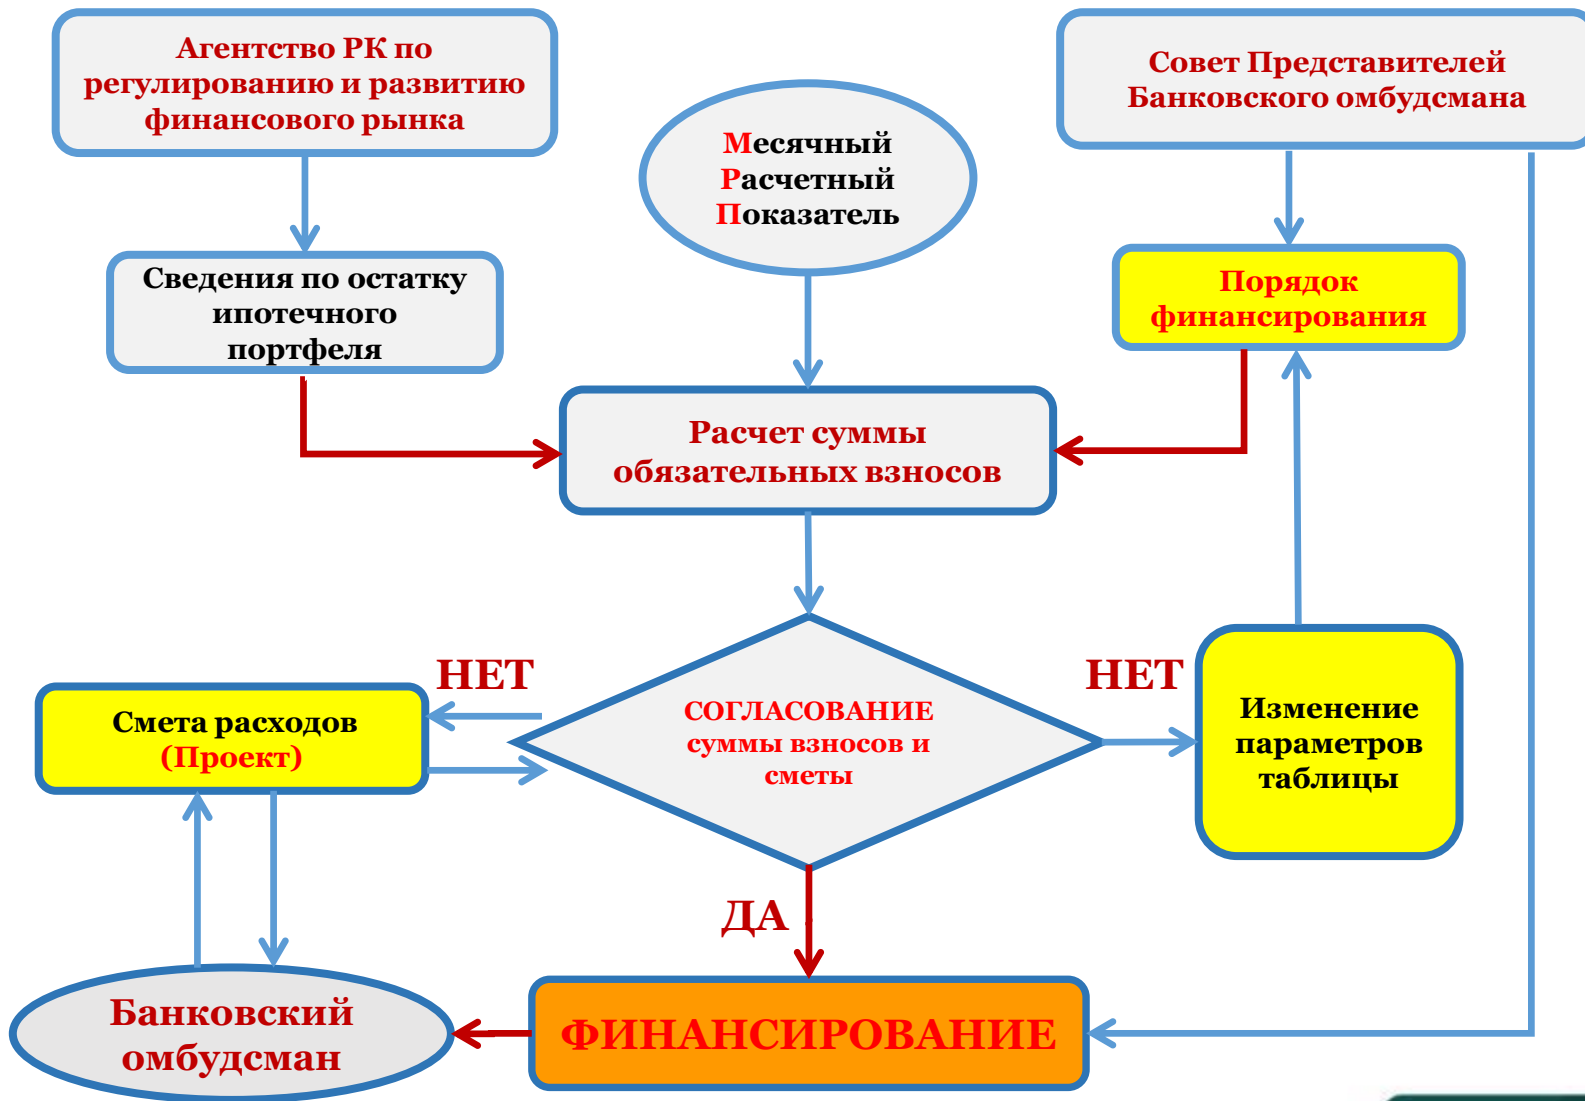 Агентство РК по
регулированию и развитию
финансового рынка
Совет Представителей
Банковского омбудсмана
Месячный
Расчетный
Показатель
Сведения по остатку
ипотечного
портфеля
Порядок
финансирования
Расчет суммы
обязательных взносов
НЕТ
НЕТ
Смета расходов
(Проект)
СОГЛАСОВАНИЕ
суммы взносов и
сметы
Изменение
параметров
таблицы
ДА
Банковский
омбудсман
ФИНАНСИРОВАНИЕ